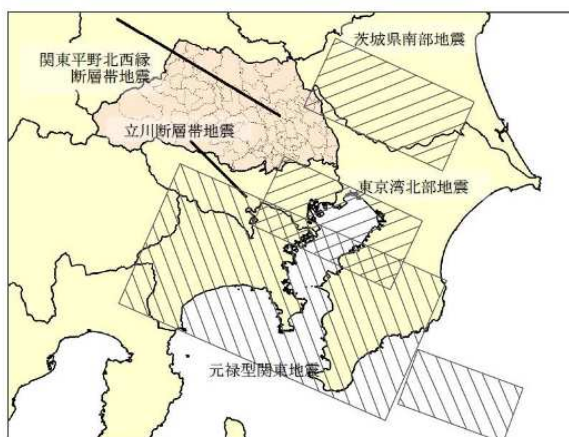 茨城県南部地震
関東平野北西縁
断層帯地震
立川断層帯地震
東京湾北部地震
元禄型関東地震